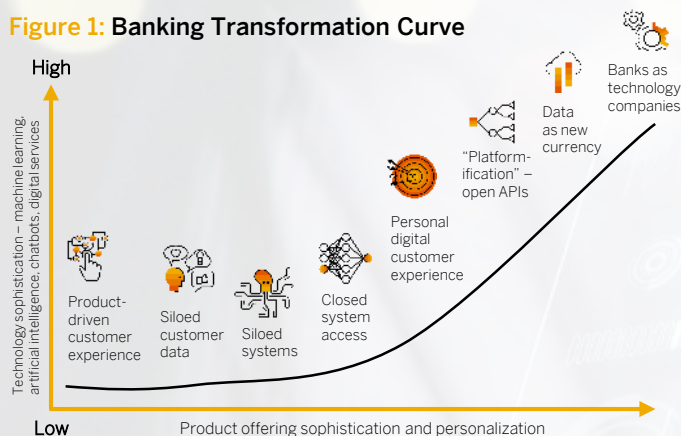 Figure 1: Banking Transformation Curve
High
Technology sophistication – machine learning,
artificial intelligence, chatbots, digital services
Product-
driven
customer
experience
Siloed
customer
data
Siloed
systems
Closed
system
access
Personal
digital
customer
experience
“Platform-
ification” –
open APIs
Data
as new
currency
Banks as
technology
companies
Low
Product offering sophistication and personalization